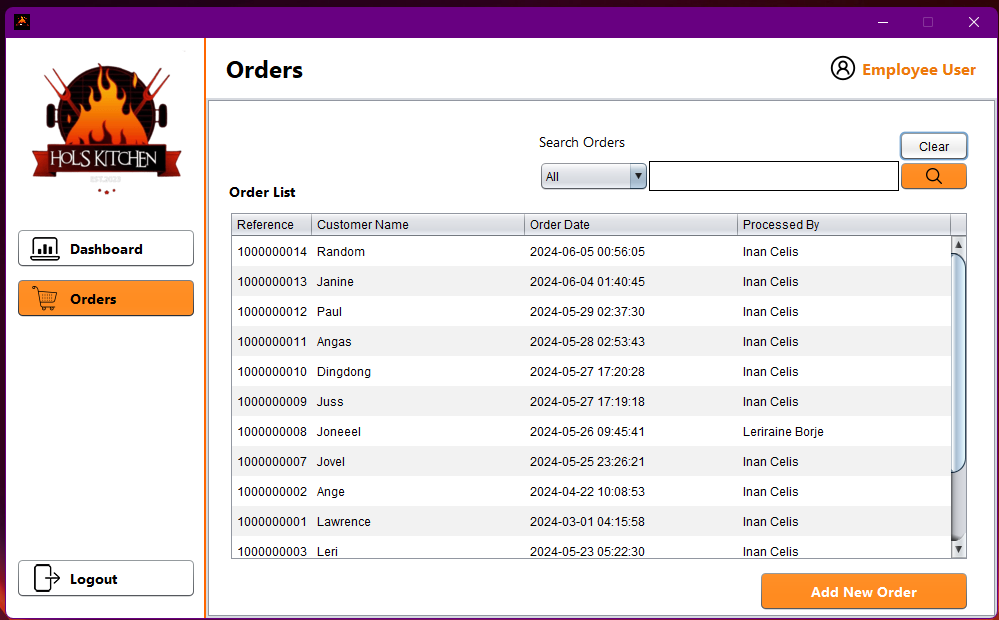 HOLS KITCHEN
EST.2023
Dashboard
Orders
Logout
Orders
Employee User
Search Orders
Clear
All
Order List
Reference Customer Name Order Date Processed By
1000000014 Random 2024-06-05 00:56:05 Inan Celis
1000000013 Janine 2024-06-04 01:40:45 Inan Celis
1000000012 Paul 2024-05-29 02:37:30 Inan Celis
1000000011 Angas 2024-05-28 02:53:43 Inan Celis
1000000010 Dingdong 2024-05-27 17:20:28 Inan Celis
1000000009 Juss 2024-05-27 17:19:18 Inan Celis
1000000008 Joneeel 2024-05-26 09:45:41 Leriraine Borje
1000000007 Jovel 2024-05-25 23:26:21 Inan Celis
1000000002 Ange 2024-04-22 10:08:53 Inan Celis
1000000001 Lawrence 2024-03-01 04:15:58 Inan Celis
1000000003 Leri 2024-05-23 05:22:30 Inan Celis
Add New Order